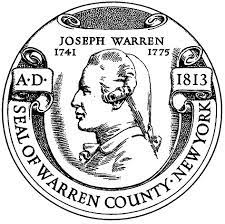 JOSEPH WARREN
1741 1775
A.D. 1813
SEAL OF WARREN COUNTY · NEW YORK